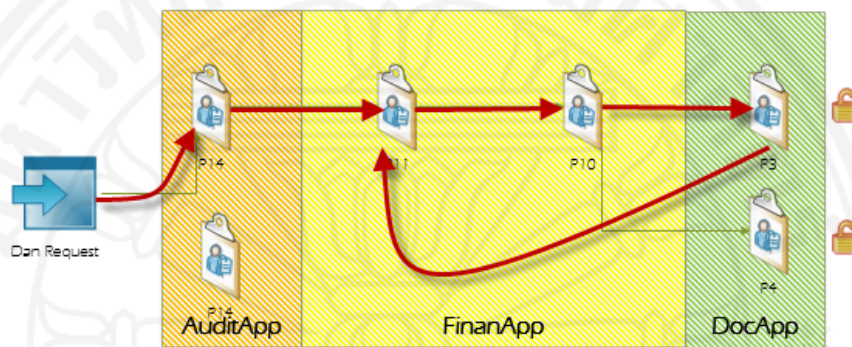 P14
P11
P10
P3
Dan Request
P14
P4
AuditApp
FinanApp
DocApp